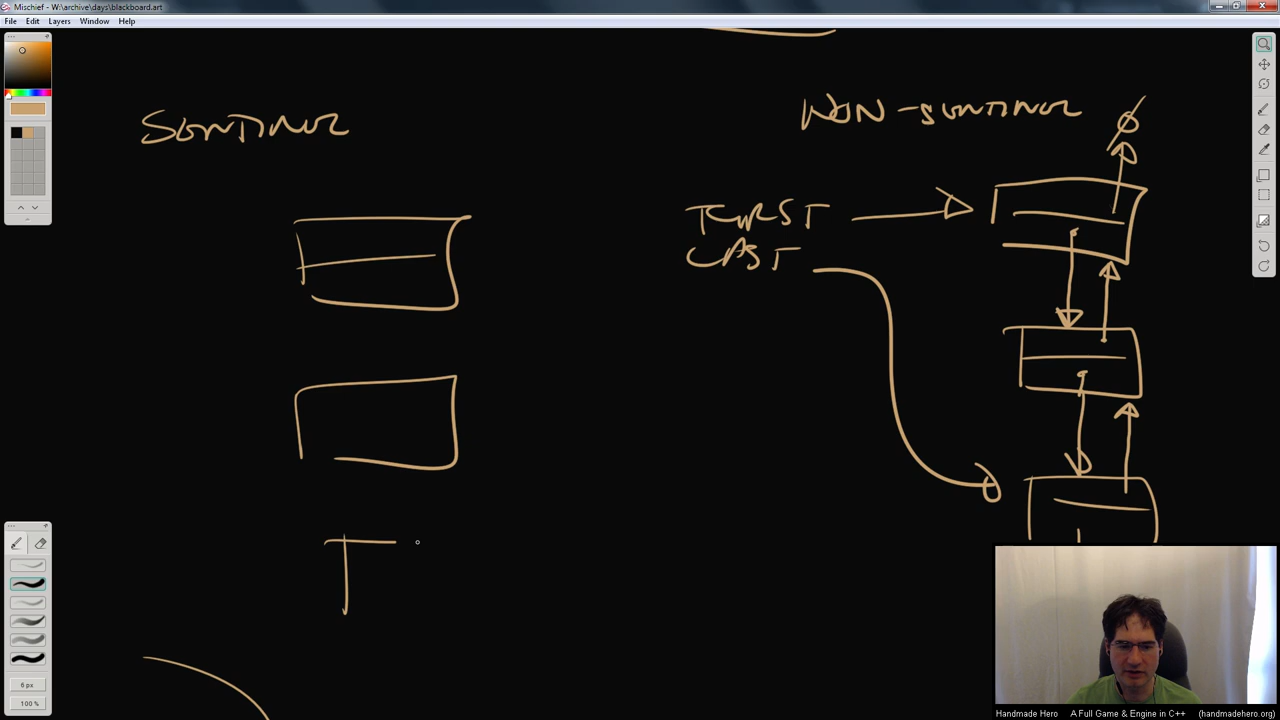 Mischief - W:\archive\days\blackboard.art
File Edit Layers Window Help
SENTINEL
NON-SENTINEL
FIRST
LAST
6 px
100 %
Handmade Hero A Full Game & Engine in C++ (handmadehero.org)